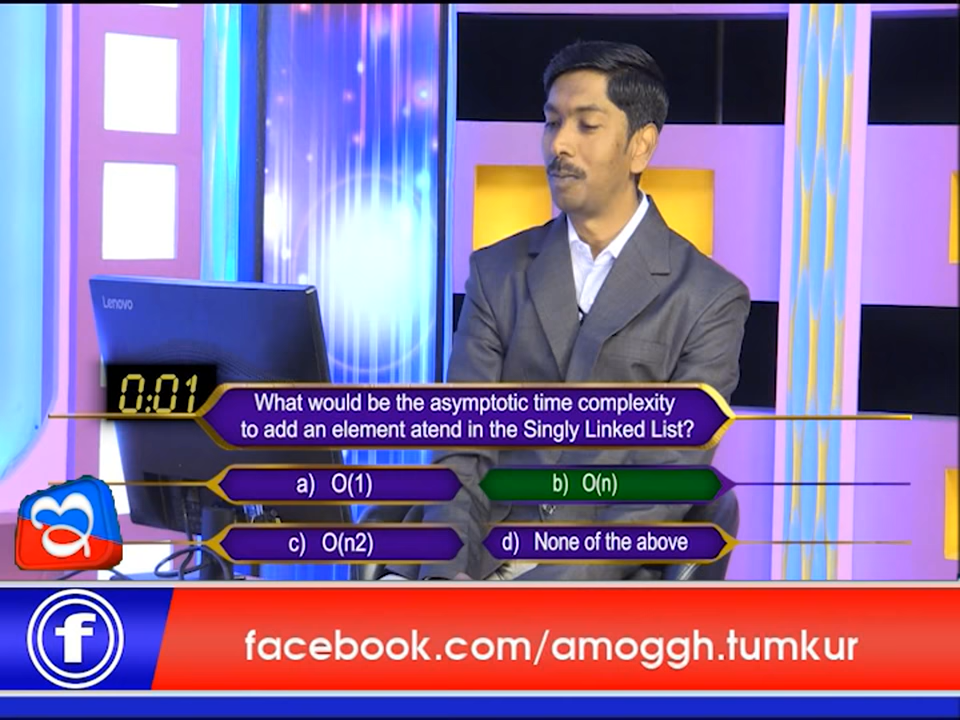 Lenovo
0:01
What would be the asymptotic time complexity
to add an element atend in the Singly Linked List?
a) O(1)
b) O(n)
c) O(n2)
d) None of the above
f facebook.com/amoggh.tumkur